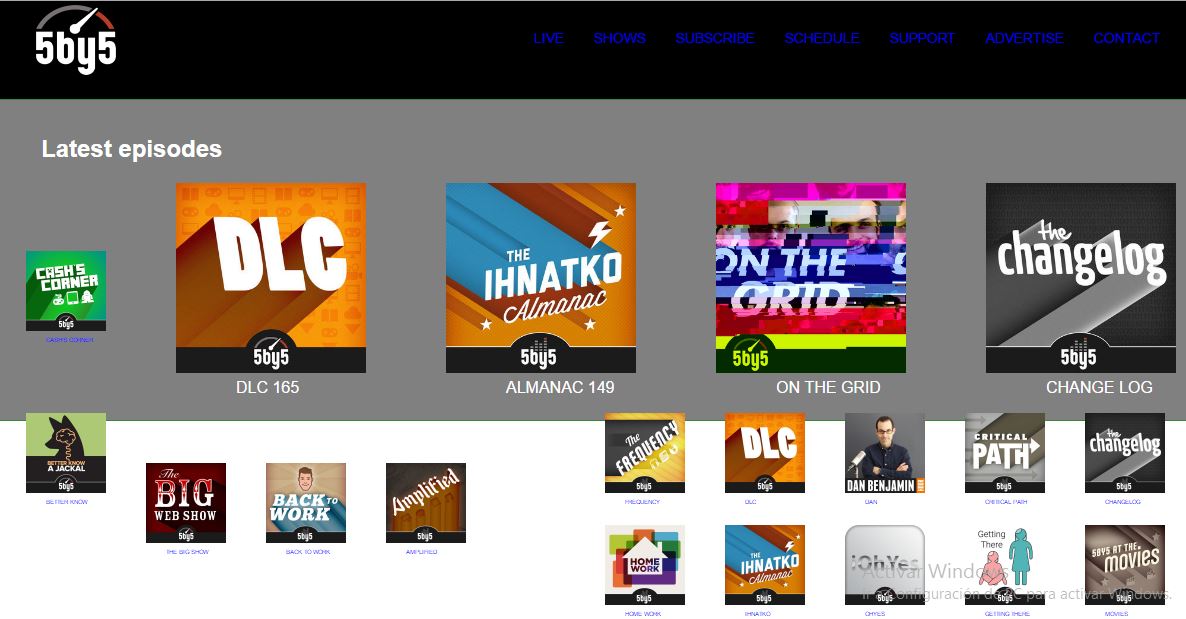 5by5
LIVE SHOWS SUBSCRIBE SCHEDULE SUPPORT ADVERTISE CONTACT
Latest episodes
CASH'S CORNER
5by5
CASH'S CORNER
DLC
5by5
DLC 165
THE IHNATKO Almanac
5by5
ALMANAC 149
ON THE GRID
5by5
ON THE GRID
the changelog
5by5
CHANGE LOG
BETTER KNOW A JACKAL
5by5
BETTER KNOW
The BIG WEB SHOW
5by5
THE BIG SHOW
BACK TO WORK
5by5
BACK TO WORK
Amplified
5by5
AMPLIFIED
The FREQUENCY
5by5
FREQUENCY
DLC
5by5
DLC
DAN BENJAMIN
DAN
CRITICAL PATH
5by5
CRITICAL PATH
the changelog
5by5
CHANGELOG
HOME WORK
5by5
HOME WORK
THE IHNATKO Almanac
5by5
IHNATKO
¡Oh,Yes
5by5
OHYES
Getting There
5by5
GETTING THERE
5BY5 AT THE MOVIES
5by5
MOVIES
Activar Windows
Ir a Configuración de PC para activar Windows.